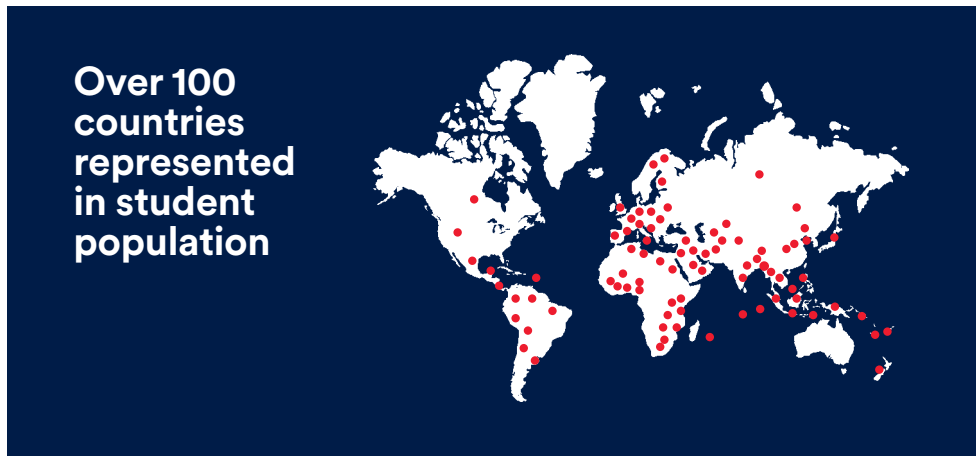 Over 100
countries
represented
in student
population